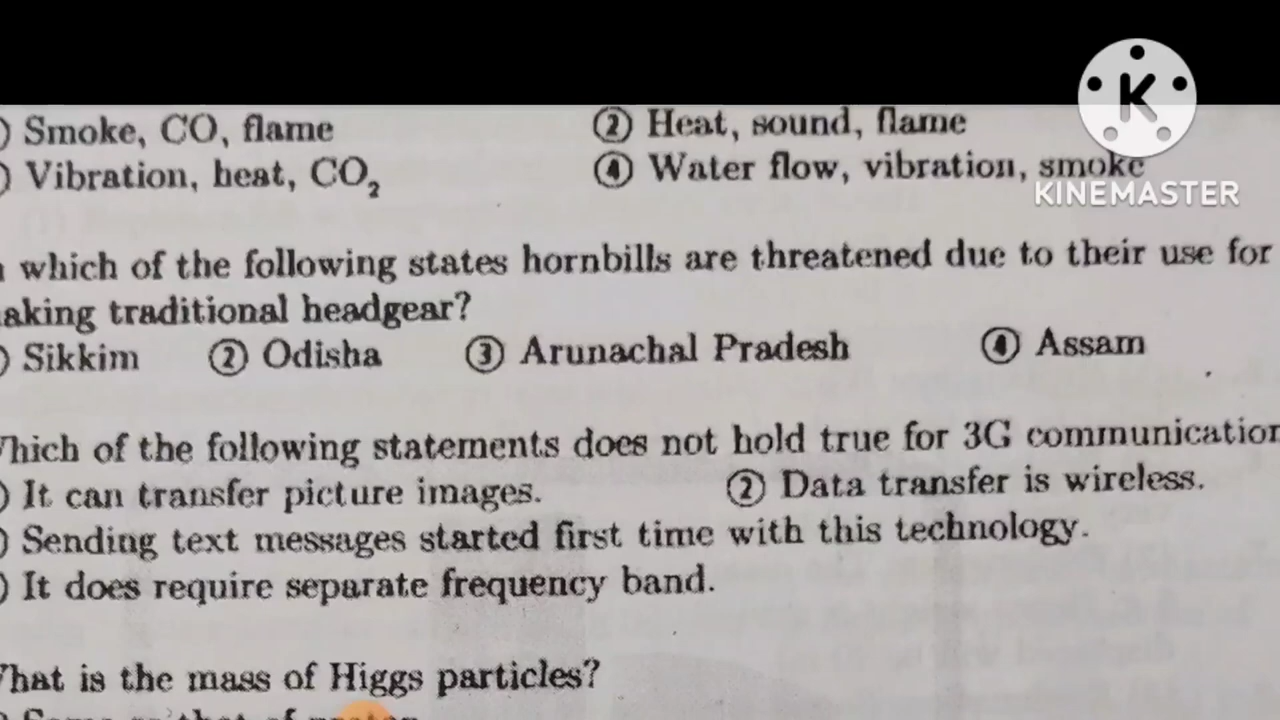 ) Smoke, CO, flame ② Heat, sound, flame
) Vibration, heat, CO₂ ④ Water flow, vibration, smoke
K
KINEMASTER
which of the following states hornbills are threatened due to their use for
aking traditional headgear?
) Sikkim ② Odisha ③ Arunachal Pradesh ④ Assam
hich of the following statements does not hold true for 3G communication
) It can transfer picture images. ② Data transfer is wireless.
) Sending text messages started first time with this technology.
) It does require separate frequency band.
hat is the mass of Higgs particles?